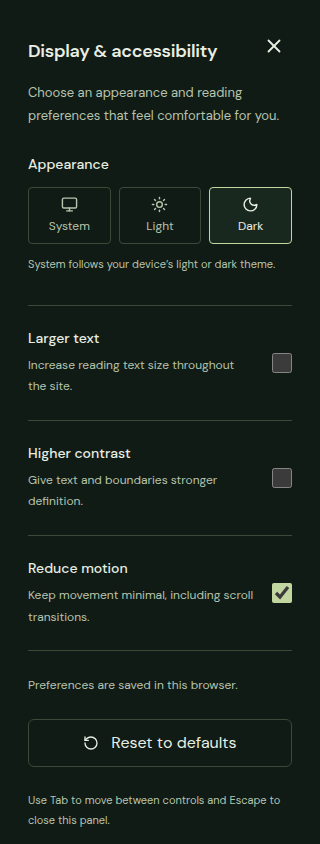 Display & accessibility
Choose an appearance and reading
preferences that feel comfortable for you.
Appearance
System
Light
Dark
System follows your device’s light or dark theme.
Larger text
Increase reading text size throughout
the site.
Higher contrast
Give text and boundaries stronger
definition.
Reduce motion
Keep movement minimal, including scroll
transitions.
Preferences are saved in this browser.
Reset to defaults
Use Tab to move between controls and Escape to
close this panel.